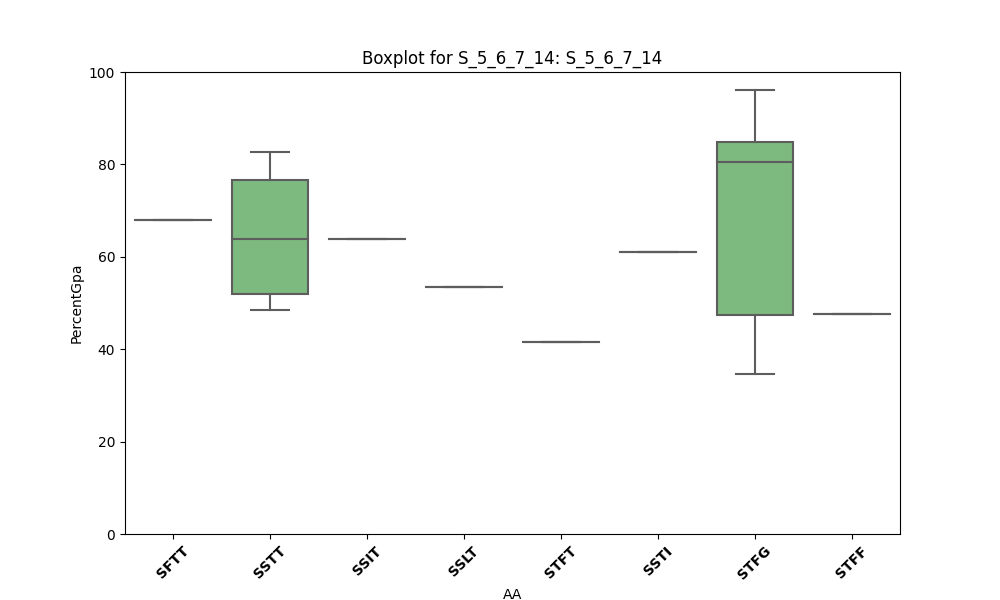 Boxplot for S_5_6_7_14: S_5_6_7_14
100
80
60
40
20
0
PercentGpa
SFTT SSTT SSIT SSLT STFT SSTI STFG STFF
AA